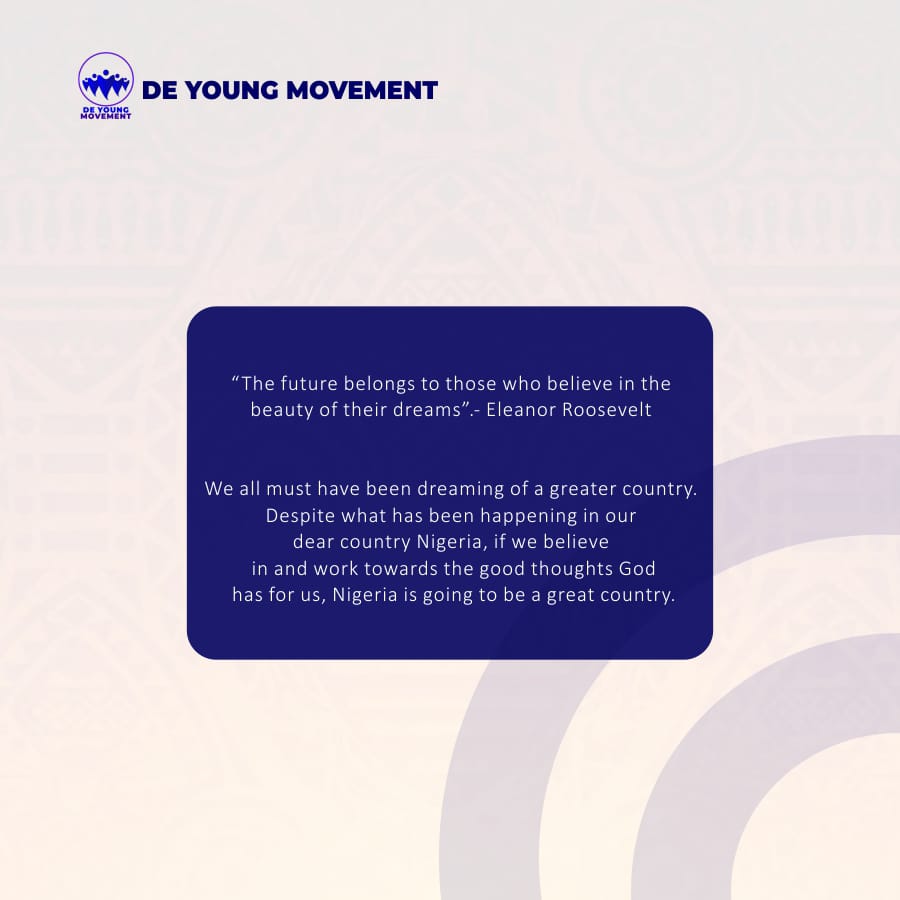 DE YOUNG
MOVEMENT
DE YOUNG MOVEMENT
“The future belongs to those who believe in the
beauty of their dreams”.- Eleanor Roosevelt
We all must have been dreaming of a greater country.
Despite what has been happening in our
dear country Nigeria, if we believe
in and work towards the good thoughts God
has for us, Nigeria is going to be a great country.